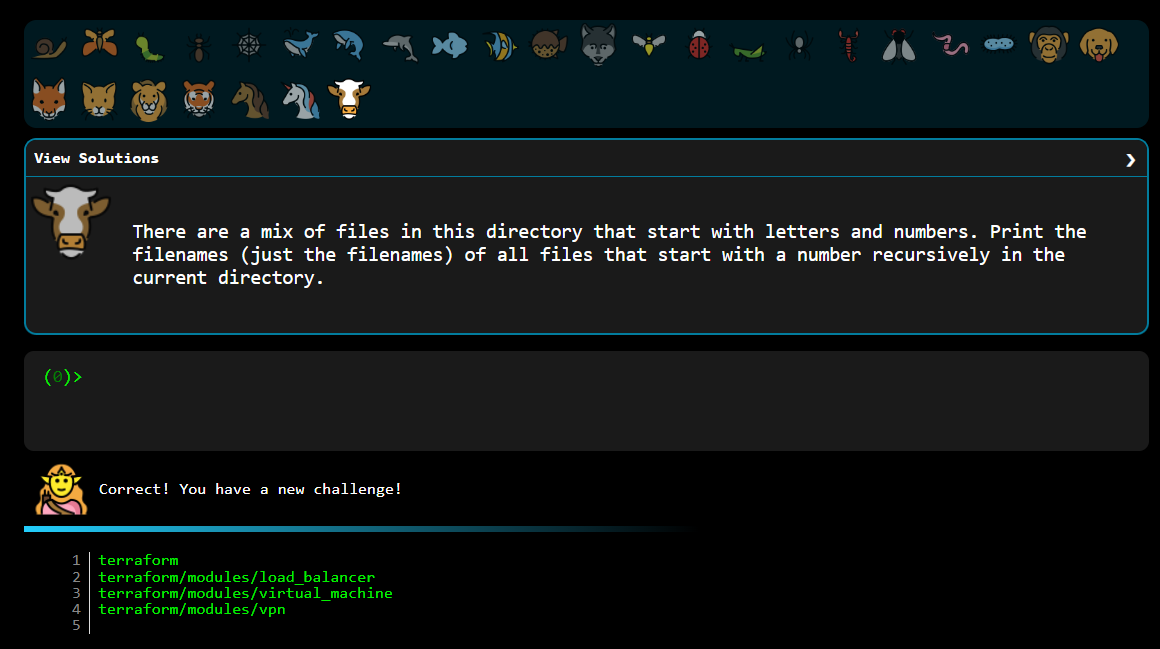 View Solutions
There are a mix of files in this directory that start with letters and numbers. Print the
filenames (just the filenames) of all files that start with a number recursively in the
current directory.
(0)>
Correct! You have a new challenge!
1 terraform
2 terraform/modules/load_balancer
3 terraform/modules/virtual_machine
4 terraform/modules/vpn
5